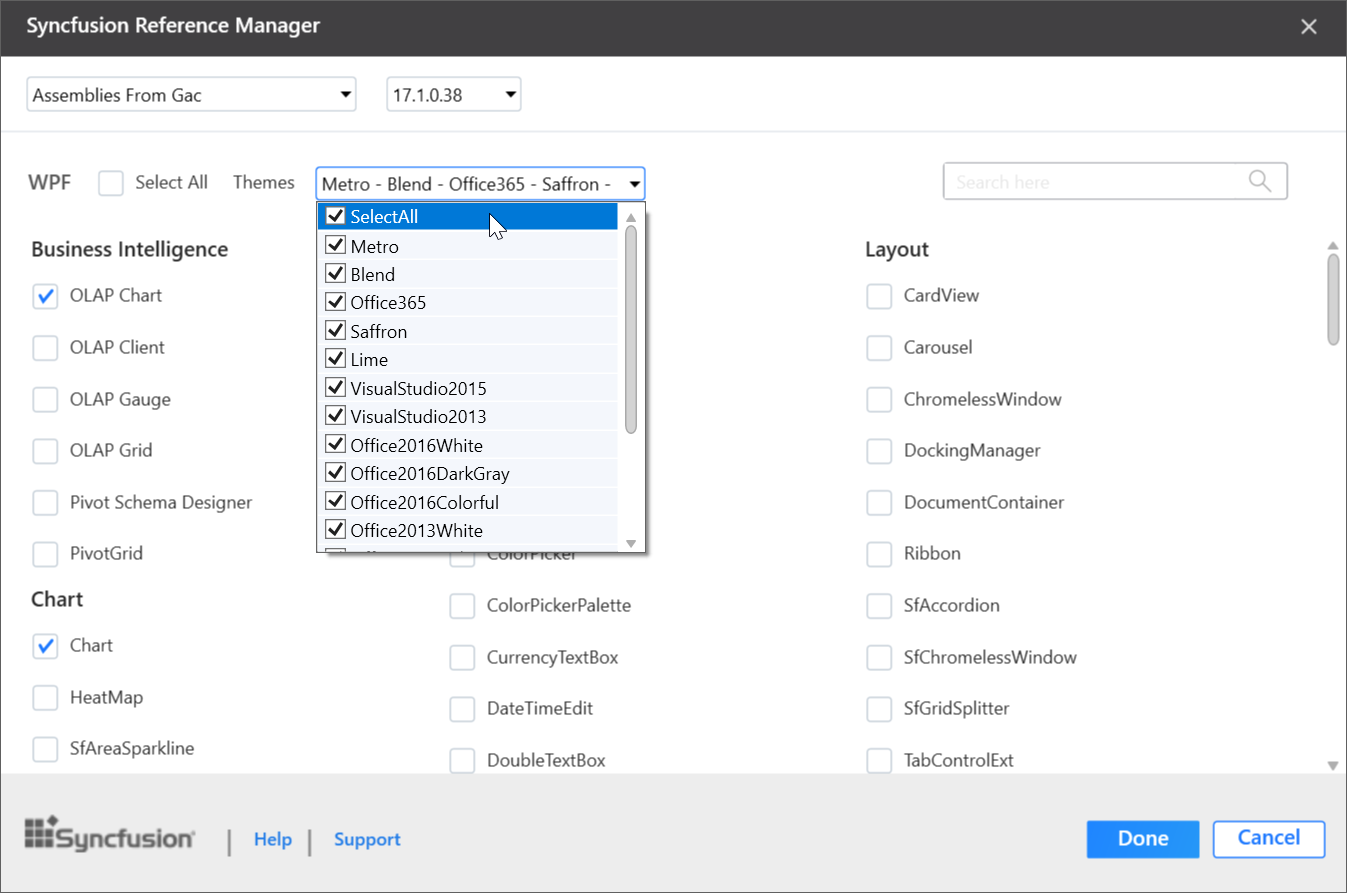 Syncfusion Reference Manager
Assemblies From Gac
17.1.0.38
WPF
Select All
Themes
Metro - Blend - Office365 - Saffron -
Search here
SelectAll
Metro
Blend
Office365
Saffron
Lime
VisualStudio2015
VisualStudio2013
Office2016White
Office2016DarkGray
Office2016Colorful
Office2013White
Business Intelligence
OLAP Chart
OLAP Client
OLAP Gauge
OLAP Grid
Pivot Schema Designer
PivotGrid
Chart
Chart
HeatMap
SfAreaSparkline
ColorPicker
ColorPickerPalette
CurrencyTextBox
DateTimeEdit
DoubleTextBox
Layout
CardView
Carousel
ChromelessWindow
DockingManager
DocumentContainer
Ribbon
SfAccordion
SfChromelessWindow
SfGridSplitter
TabControlExt
Syncfusion
| Help | Support
Done
Cancel